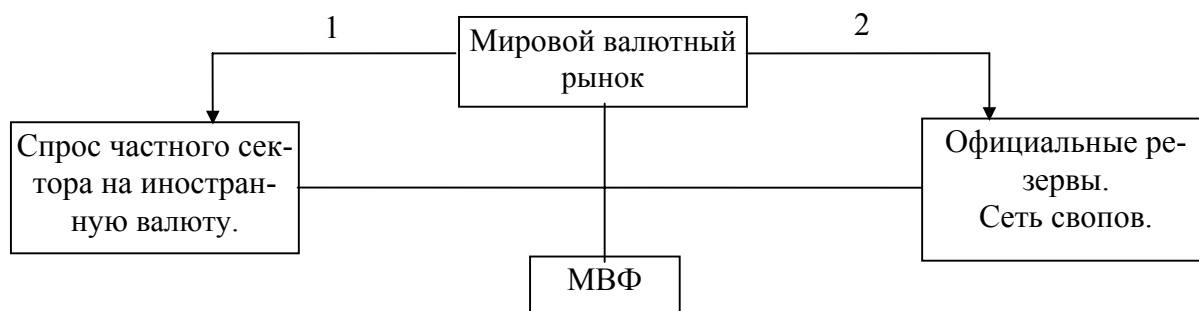 1
Мировой валютный
рынок
2
Спрос частного сек-
тора на иностран-
ную валюту.
Официальные ре-
зервы.
Сеть свопов.
МВФ